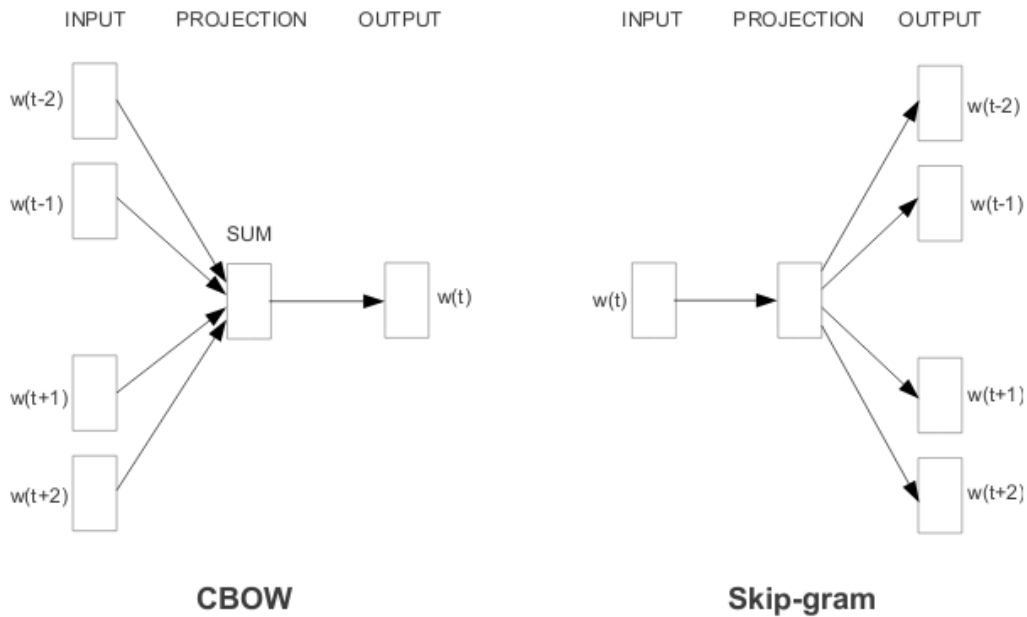 INPUT PROJECTION OUTPUT
w(t-2)
w(t-1)
SUM
w(t)
w(t+1)
w(t+2)
CBOW
INPUT PROJECTION OUTPUT
w(t-2)
w(t-1)
w(t)
w(t+1)
w(t+2)
Skip-gram